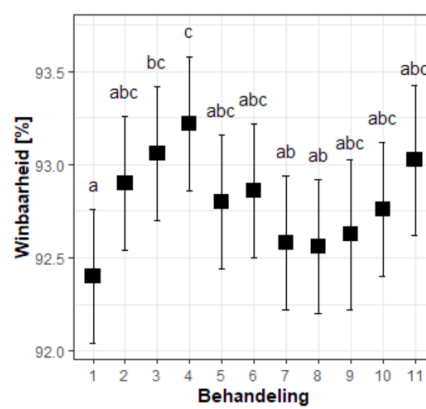 c
93.5
bc
abc
abc
abc
abc
abc
abc
ab
ab
a
93.0
92.5
92.0
Winbaarheid [%]
1 2 3 4 5 6 7 8 9 10 11
Behandeling